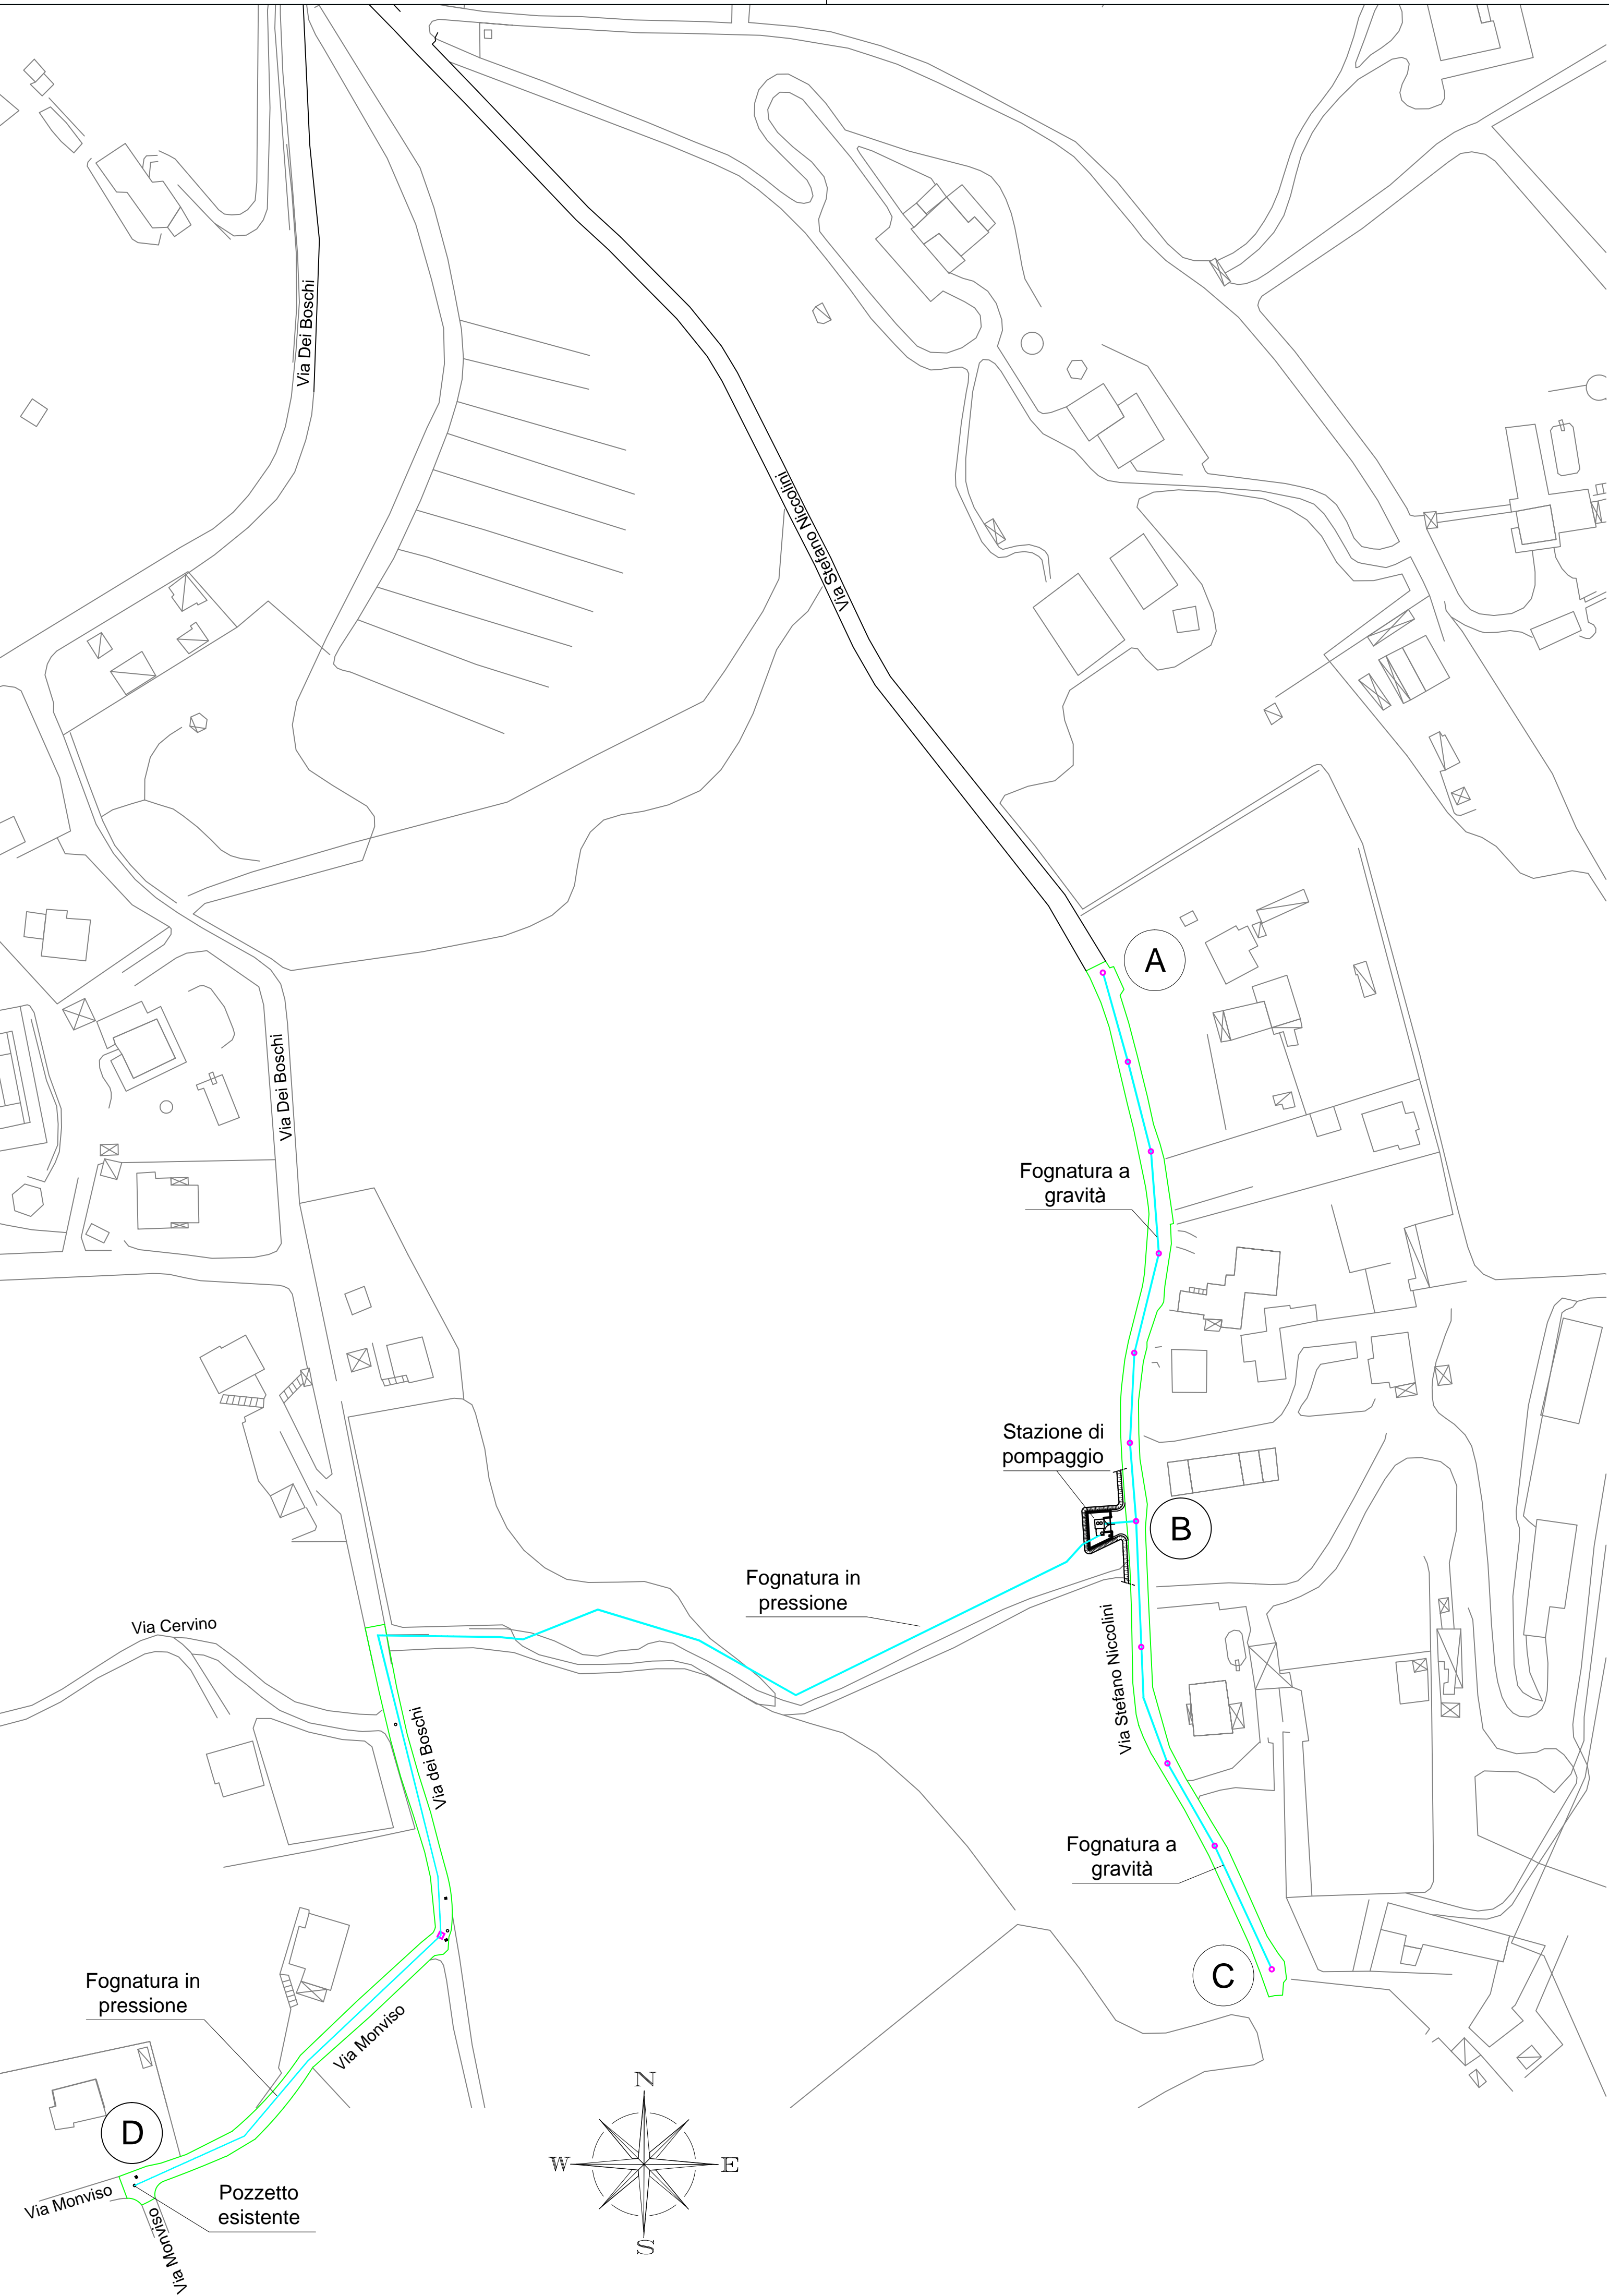 Via Dei Boschi
Via Stefano Niccolini
A
Via Dei Boschi
Fognatura a
gravità
Stazione di
pompaggio
B
Fognatura in
pressione
Via Cervino
Via Stefano Niccolini
Via dei Boschi
Fognatura a
gravità
C
Fognatura in
pressione
Via Monviso
N
D
W
E
Via Monviso
Pozzetto
esistente
Via Monviso
S